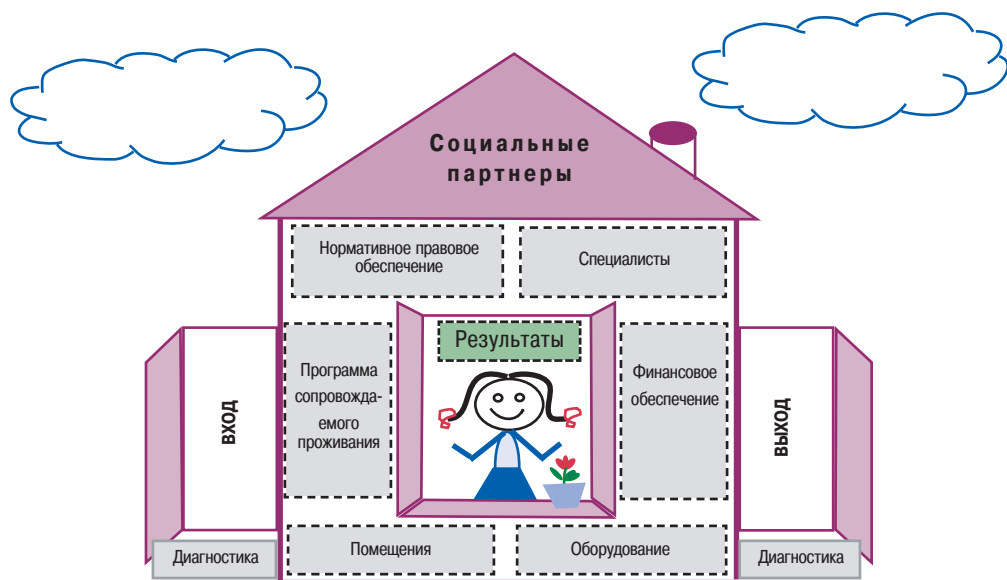 Социальные
партнеры
Нормативное правовое
обеспечение
Специалисты
Результаты
Программа
сопровожда-
емого
проживания
Финансовое
обеспечение
ВХОД
ВЫХОД
Диагностика
Помещения
Оборудование
Диагностика